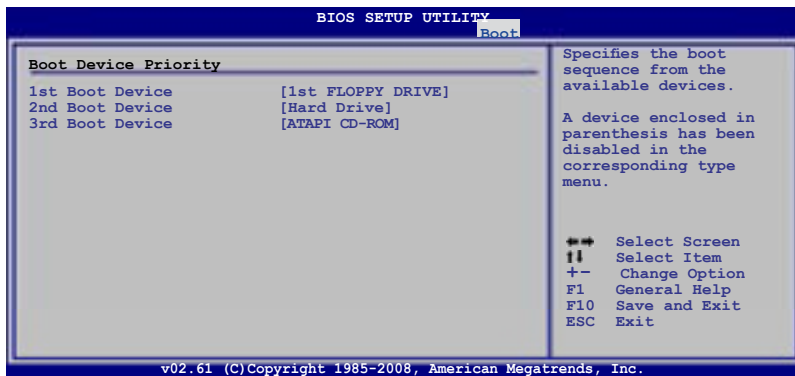 BIOS SETUP UTILITY
Boot
Boot Device Priority
1st Boot Device [1st FLOPPY DRIVE]
2nd Boot Device [Hard Drive]
3rd Boot Device [ATAPI CD-ROM]
Specifies the boot
sequence from the
available devices.
A device enclosed in
parenthesis has been
disabled in the
corresponding type
menu.
←→ Select Screen
↑↓ Select Item
+- Change Option
F1 General Help
F10 Save and Exit
ESC Exit
v02.61 (C)Copyright 1985-2008, American Megatrends, Inc.